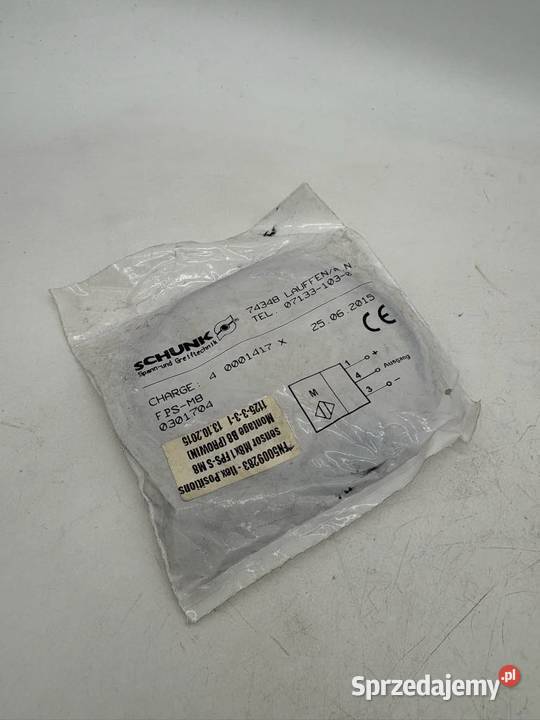 SCHUNK
Spann-und Greiftechnik
74348 LAUFFEN/a.N
TEL. 07133-103-0
CHARGE: 4 0001417 X
25.06.2015
CE
FPS-M8
0301704
M
1 +
4 Ausgang
3 -
TN5009283 - flex.Positions
sensor M8x1 FPS-S M8
Montage B8 (PROWIN)
1125-3-3-1 13.10.2015
Sprzedajemy.pl